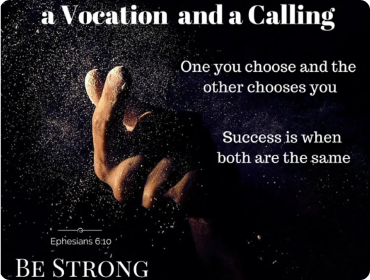 a Vocation and a Calling
One you choose and the
other chooses you
Success is when
both are the same
Ephesians 6:10
BE STRONG